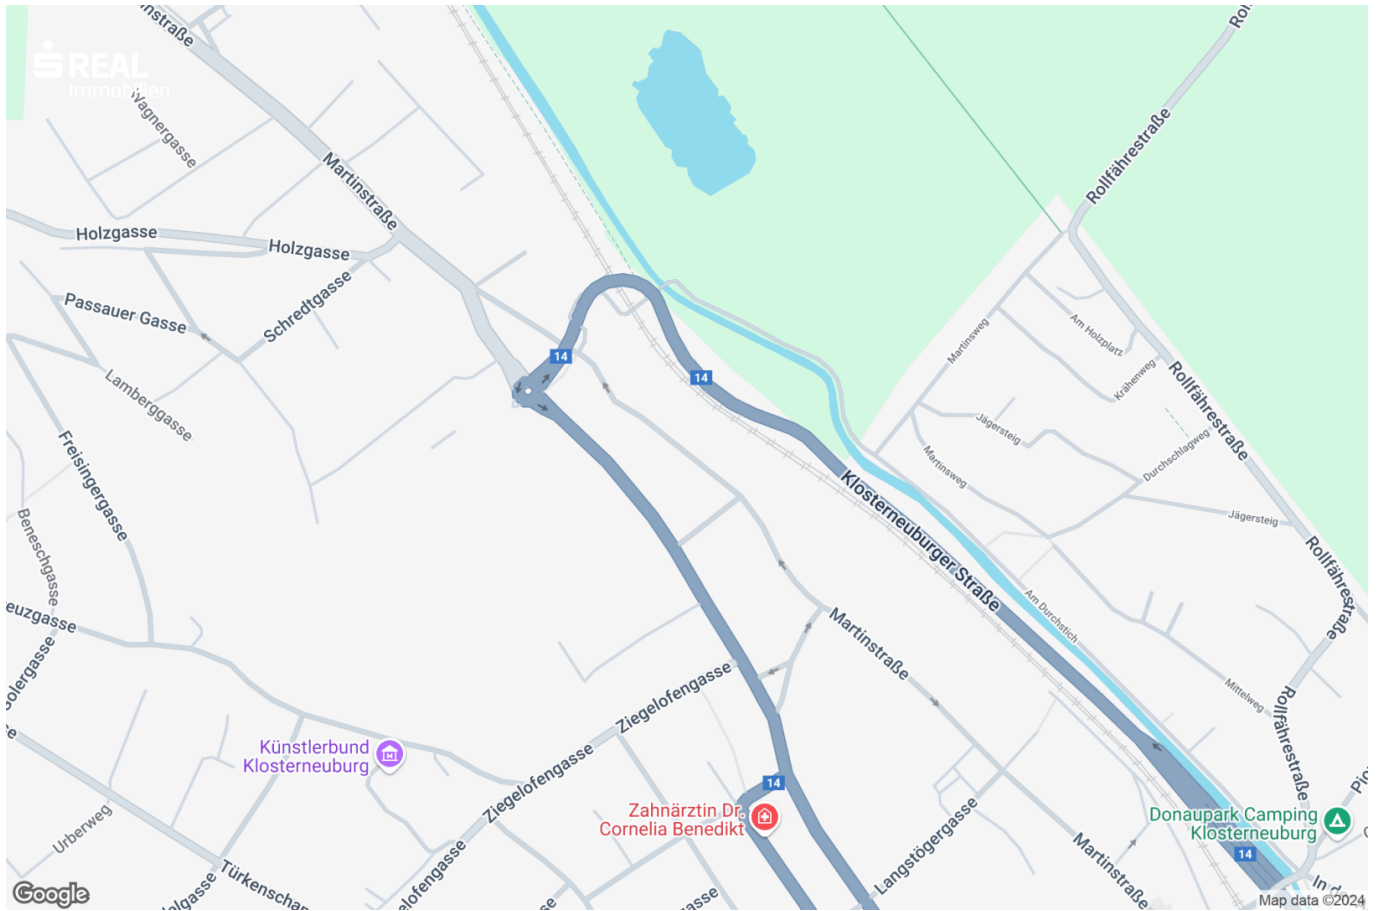 REAL
Immobilien
Wagnergasse
Martinstraße
Rollfährestraße
Holzgasse
Holzgasse
Schredtgasse
Passauer Gasse
Lamberggasse
Freisingergasse
Beneschgasse
14
14
Martinsweg
Am Holzplatz
Krähenweg
Rollfährestraße
Jägersteig
Martinsweg
Durchschlagweg
Jägersteig
Klosterneuburger Straße
Rollfährestraße
Am Durchstich
Martinstraße
Mittelweg
Rollfährestraße
Ziegelofengasse
Künstlerbund
Klosterneuburg
Ziegelofengasse
14
Zahnärztin Dr.
Cornelia Benedikt
Urberweg
Türkenschan
Langstögergasse
Martinstraße
Donaupark Camping
Klosterneuburg
14
Google
Map data ©2024